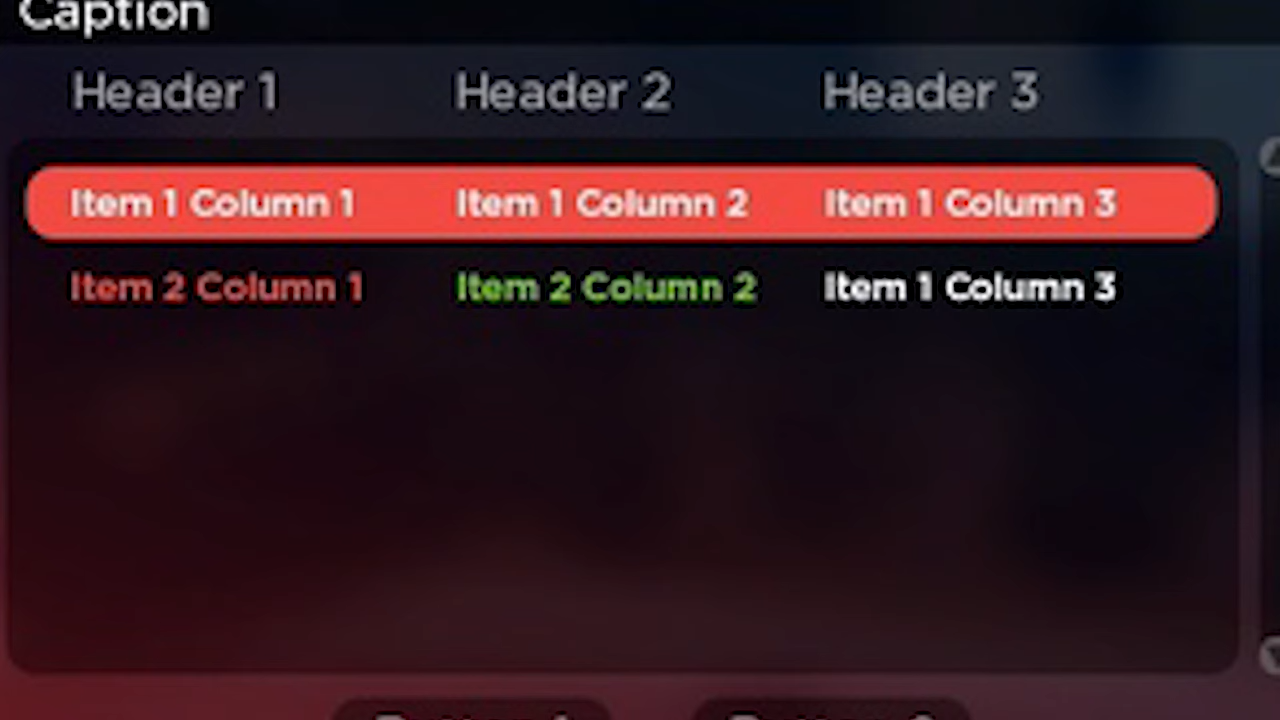 Caption
Header 1 Header 2 Header 3
Item 1 Column 1 Item 1 Column 2 Item 1 Column 3
Item 2 Column 1 Item 2 Column 2 Item 1 Column 3